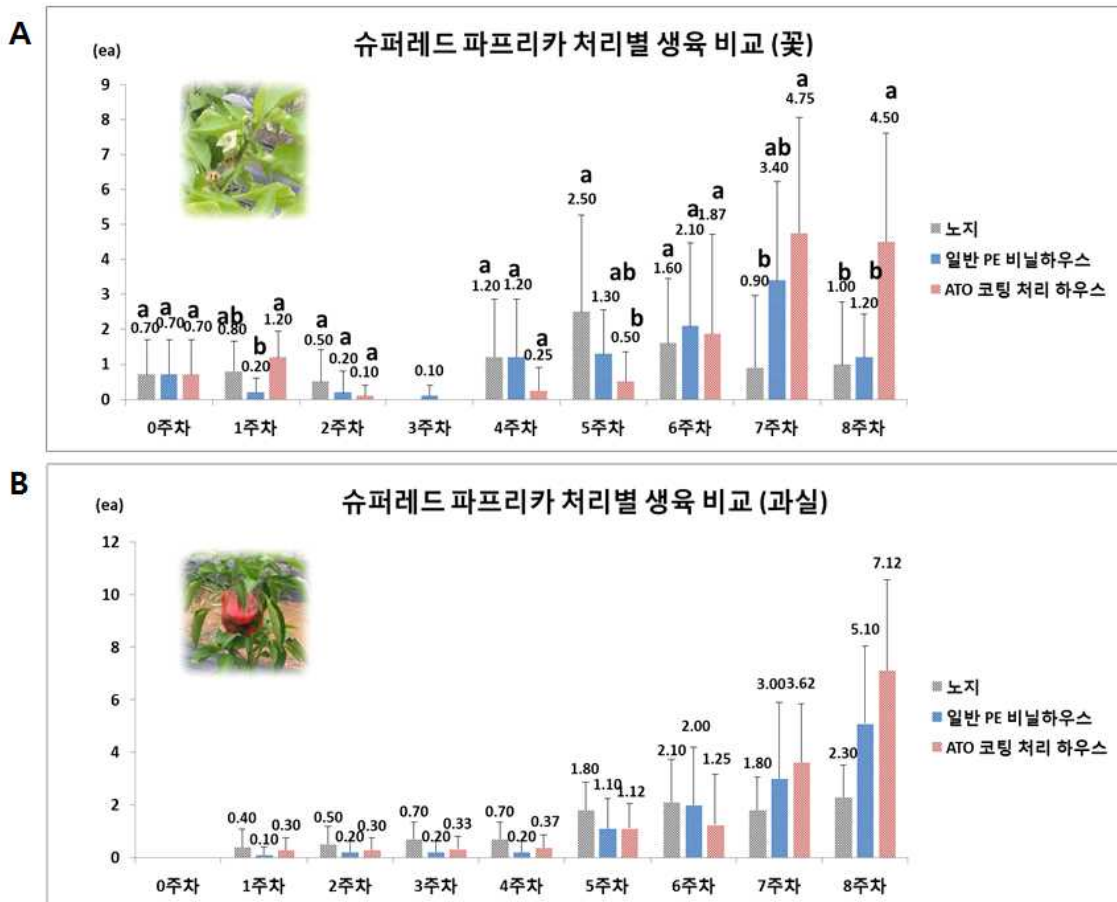 A
슈퍼레드 파프리카 처리별 생육 비교 (꽃)
(ea)
9
8
7
6
5
4
3
2
1
0
a a a
0.70 0.70 0.70
ab b a
0.80 0.20 1.20
a a a
0.50 0.20 0.10
0.10
a a a
1.20 1.20 0.25
a ab b
2.50 1.30 0.50
a a a
1.60 2.10 1.87
b ab a
0.90 3.40 4.75
b b a
1.00 1.20 4.50
0주차 1주차 2주차 3주차 4주차 5주차 6주차 7주차 8주차
노지
일반 PE 비닐하우스
ATO 코팅 처리 하우스
B
슈퍼레드 파프리카 처리별 생육 비교 (과실)
(ea)
12
10
8
6
4
2
0
0.40 0.10 0.30
0.50 0.20 0.30
0.70 0.20 0.33
0.70 0.20 0.37
1.80 1.10 1.12
2.10 2.00 1.25
1.80 3.00 3.62
2.30 5.10 7.12
0주차 1주차 2주차 3주차 4주차 5주차 6주차 7주차 8주차
노지
일반 PE 비닐하우스
ATO 코팅 처리 하우스